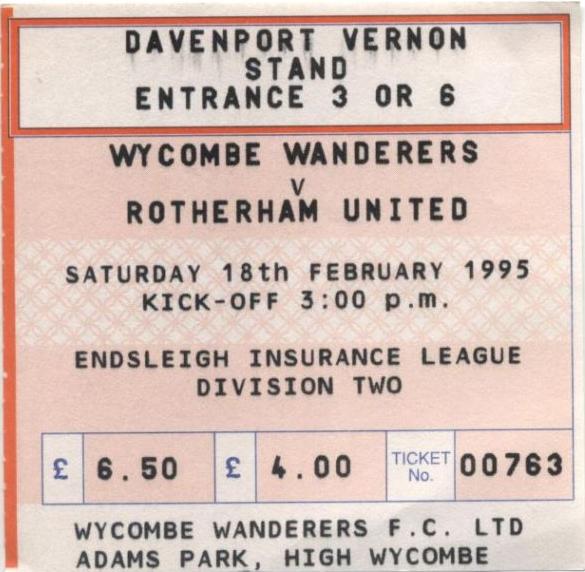 DAVENPORT VERNON
STAND
ENTRANCE 3 OR 6
WYCOMBE WANDERERS
V
ROTHERHAM UNITED
SATURDAY 18th FEBRUARY 1995
KICK-OFF 3:00 p.m.
ENDSLEIGH INSURANCE LEAGUE
DIVISION TWO
£ 6.50 £ 4.00 TICKET No. 00763
WYCOMBE WANDERERS F.C. LTD
ADAMS PARK, HIGH WYCOMBE